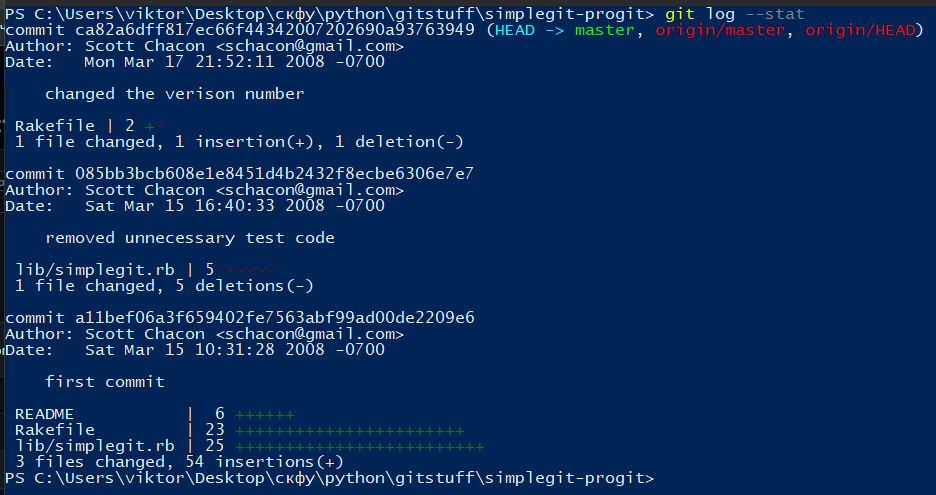 PS C:\Users\viktor\Desktop\скфу\python\gitstuff\simplegit-progit> git log --stat
commit ca82a6dff817ec66f44342007202690a93763949 (HEAD -> master, origin/master, origin/HEAD)
Author: Scott Chacon <schacon@gmail.com>
Date:   Mon Mar 17 21:52:11 2008 -0700
    changed the verison number
 Rakefile | 2 +-
 1 file changed, 1 insertion(+), 1 deletion(-)
commit 085bb3bcb608e1e8451d4b2432f8ecbe6306e7e7
Author: Scott Chacon <schacon@gmail.com>
Date:   Sat Mar 15 16:40:33 2008 -0700
    removed unnecessary test code
 lib/simplegit.rb | 5 -----
 1 file changed, 5 deletions(-)
commit a11bef06a3f659402fe7563abf99ad00de2209e6
Author: Scott Chacon <schacon@gmail.com>
Date:   Sat Mar 15 10:31:28 2008 -0700
    first commit
 README           |  6 ++++++
 Rakefile         | 23 +++++++++++++++++++++++
 lib/simplegit.rb | 25 +++++++++++++++++++++++++
 3 files changed, 54 insertions(+)
PS C:\Users\viktor\Desktop\скфу\python\gitstuff\simplegit-progit>